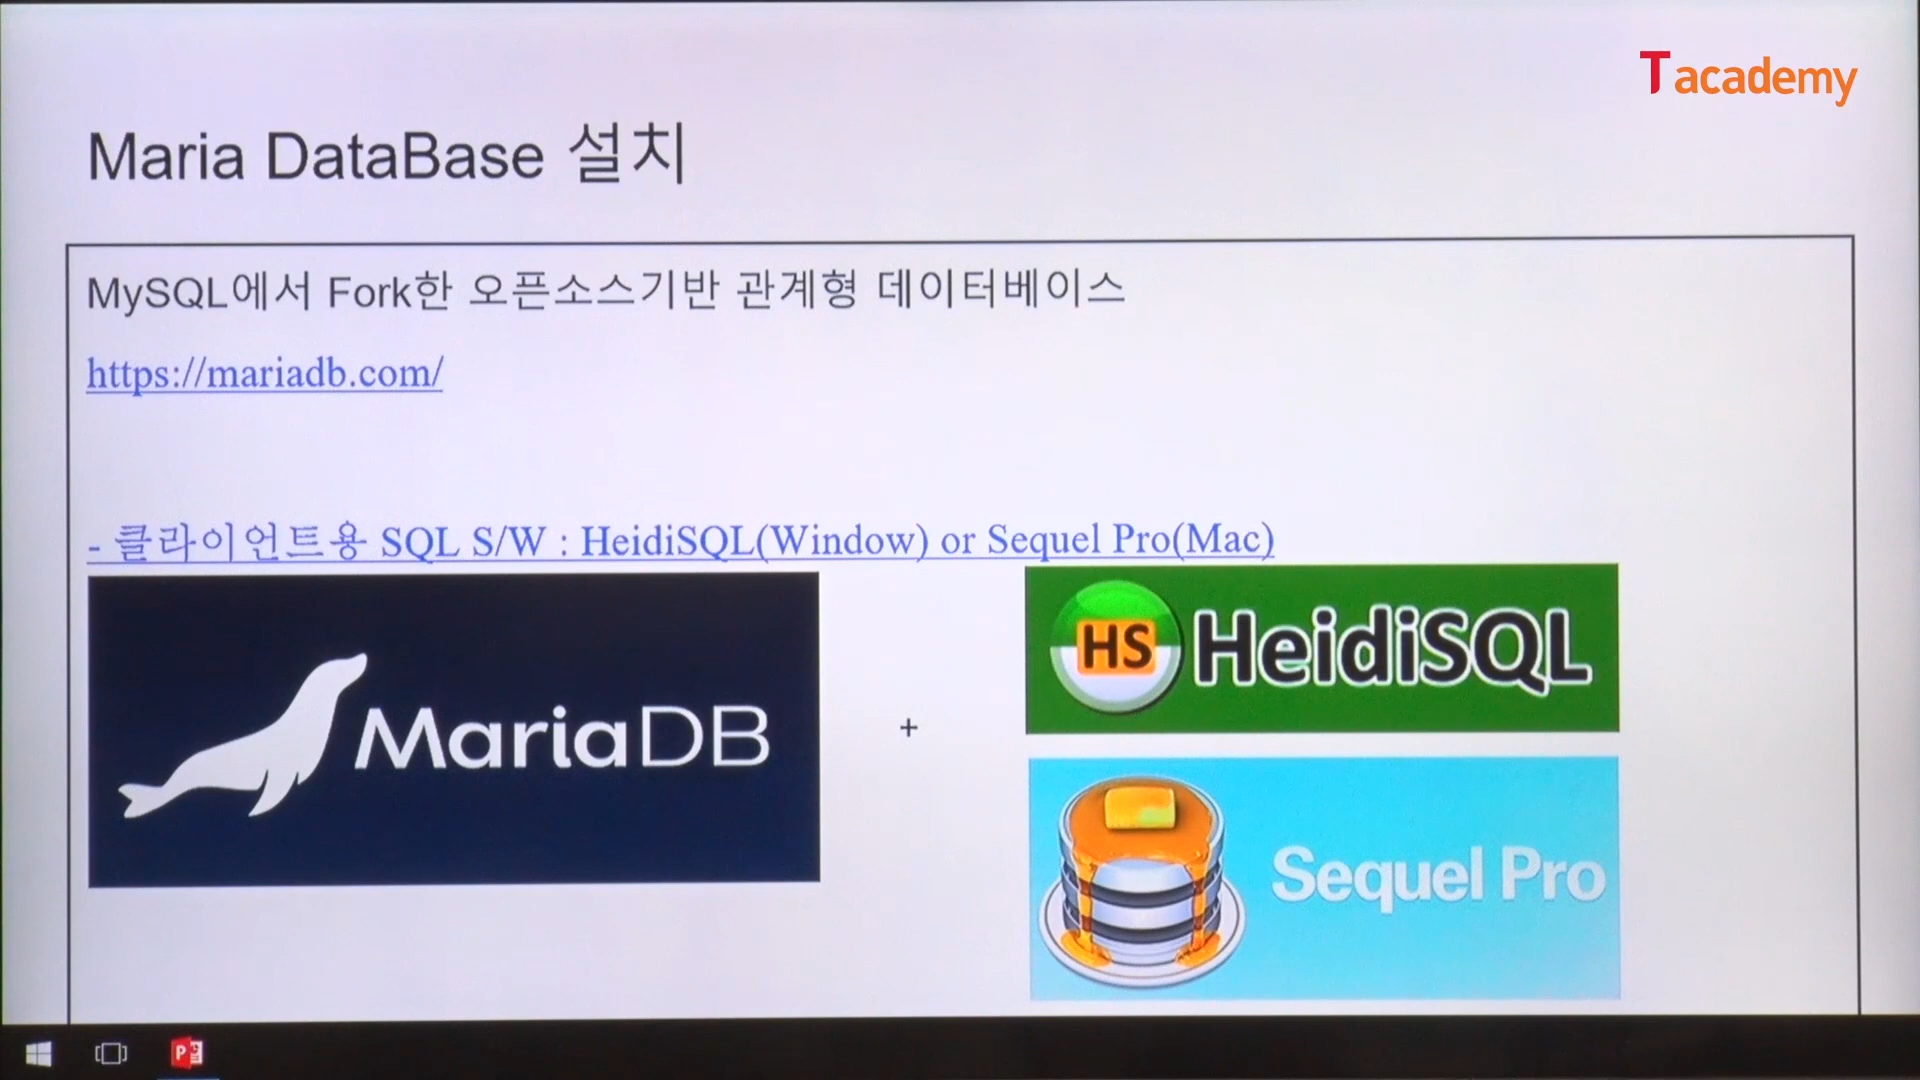 T academy
Maria DataBase 설치
MySQL에서 Fork한 오픈소스기반 관계형 데이터베이스
https://mariadb.com/
- 클라이언트용 SQL S/W : HeidiSQL(Window) or Sequel Pro(Mac)
MariaDB
+
HS HeidiSQL
Sequel Pro